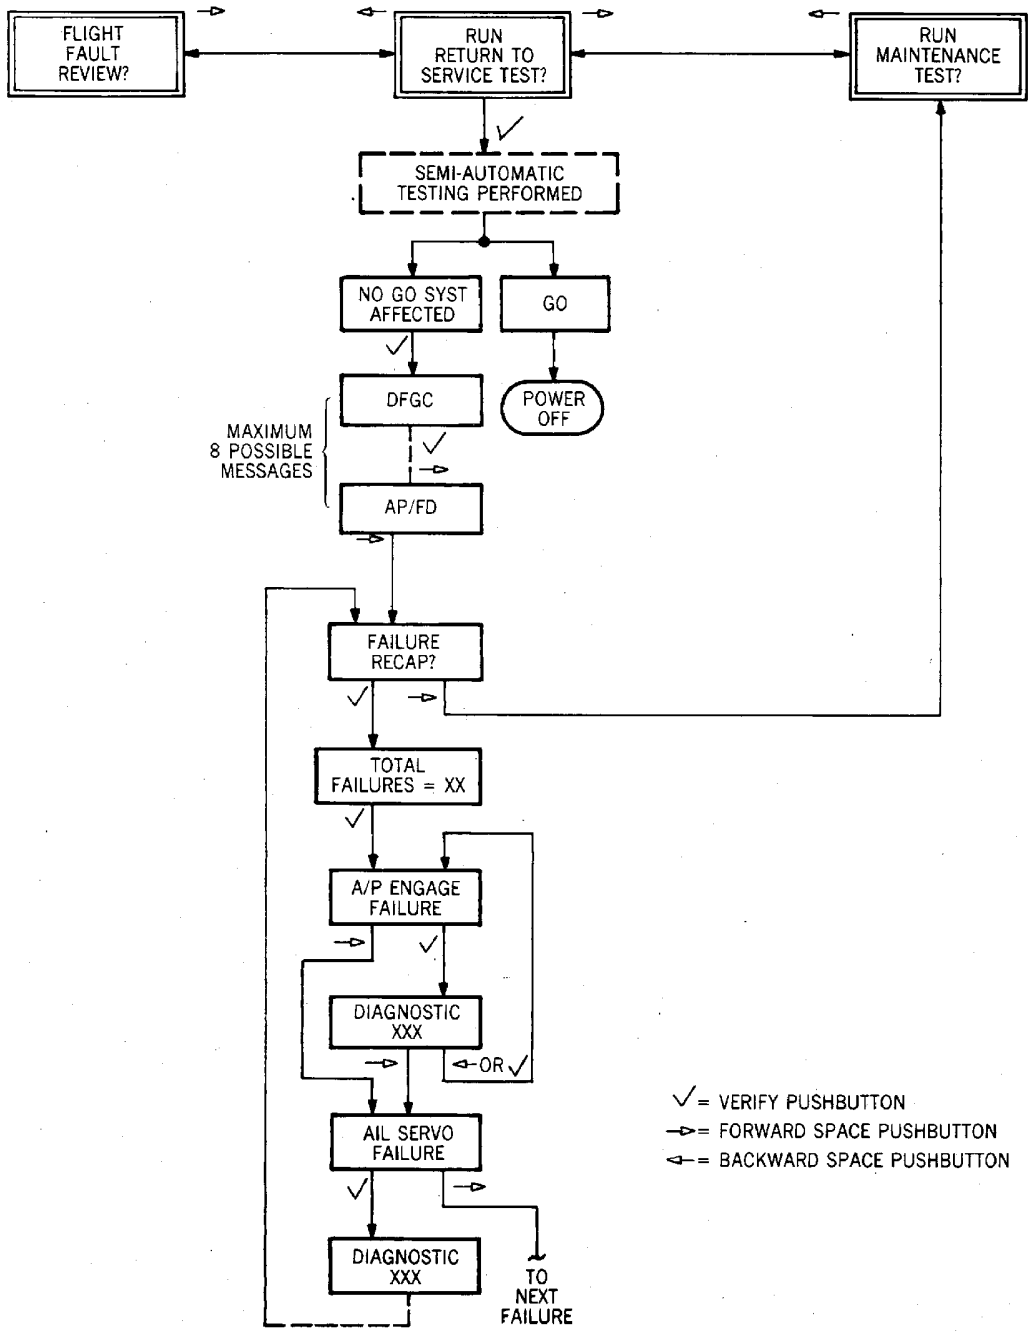 FLIGHT
FAULT
REVIEW?
RUN
RETURN TO
SERVICE TEST?
RUN
MAINTENANCE
TEST?
SEMI-AUTOMATIC
TESTING PERFORMED
NO GO SYST
AFFECTED
GO
DFGC
POWER
OFF
MAXIMUM
8 POSSIBLE
MESSAGES
AP/FD
FAILURE
RECAP?
TOTAL
FAILURES = XX
A/P ENGAGE
FAILURE
DIAGNOSTIC
XXX
OR
AIL SERVO
FAILURE
✓ = VERIFY PUSHBUTTON
→ = FORWARD SPACE PUSHBUTTON
← = BACKWARD SPACE PUSHBUTTON
DIAGNOSTIC
XXX
TO
NEXT
FAILURE